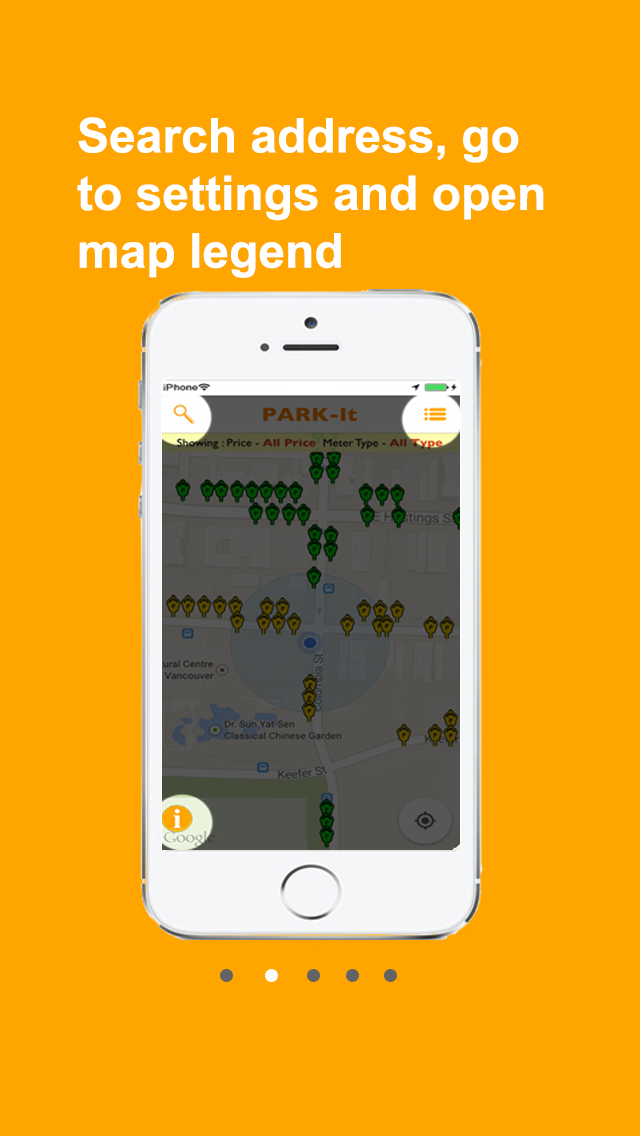 Search address, go
to settings and open
map legend
iPhone
PARK-It
Showing : Price - All Price Meter Type - All Type
E Hastings S
Columbia St
ural Centre
Vancouver
Dr. Sun Yat-Sen
Classical Chinese Garden
Keefer St
i
Google